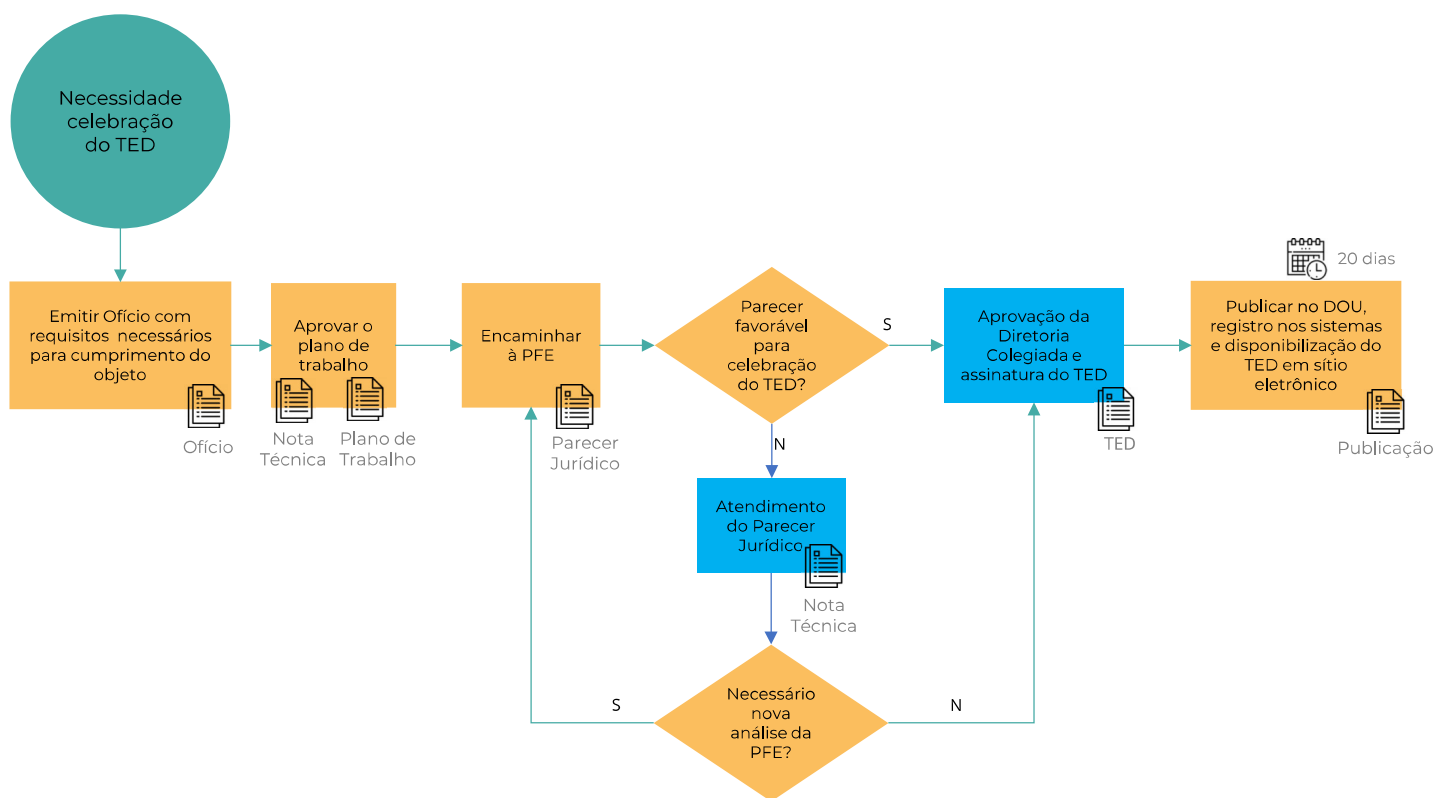 Necessidade
celebração
do TED
Emitir Ofício com
requisitos necessários
para cumprimento do
objeto
Ofício
Aprovar o
plano de
trabalho
Nota
Técnica
Plano de
Trabalho
Encaminhar
à PFE
Parecer
Jurídico
Parecer
favorável
para
celebração
do TED?
S
N
Aprovação da
Diretoria
Colegiada e
assinatura do TED
TED
20 dias
Publicar no DOU,
registro nos sistemas
e disponibilização do
TED em sítio
eletrônico
Publicação
Atendimento
do Parecer
Jurídico
Nota
Técnica
Necessário
nova
análise da
PFE?
S
N